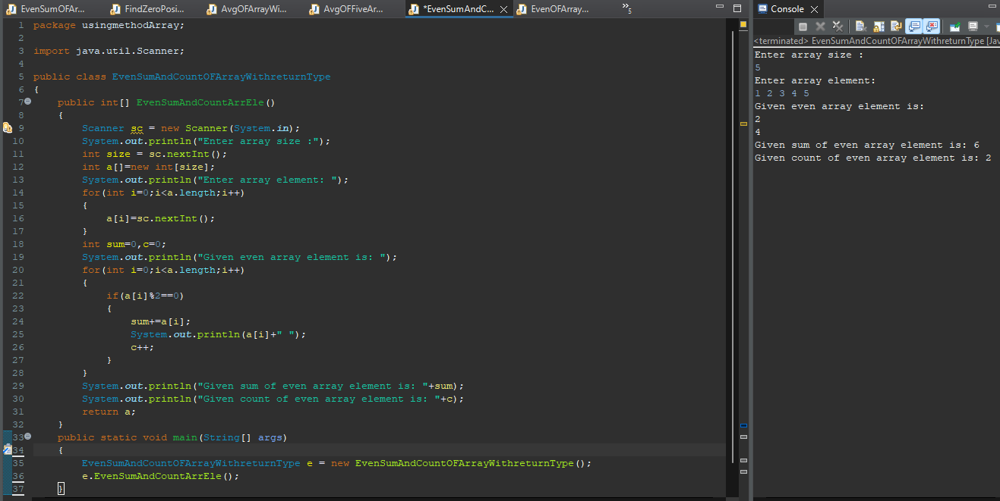 EvenSumOFAr... FindZeroPosi... AvgOFArrayWi... AvgOFFiveAr... *EvenSumAndC... EvenOFArray... »5
1 package usingmethodArray;
2
3 import java.util.Scanner;
4
5 public class EvenSumAndCountOFArrayWithreturnType
6 {
7 public int[] EvenSumAndCountArrEle()
8 {
9 Scanner sc = new Scanner(System.in);
10 System.out.println("Enter array size :");
11 int size = sc.nextInt();
12 int a[]=new int[size];
13 System.out.println("Enter array element: ");
14 for(int i=0;i<a.length;i++)
15 {
16 a[i]=sc.nextInt();
17 }
18 int sum=0,c=0;
19 System.out.println("Given even array element is: ");
20 for(int i=0;i<a.length;i++)
21 {
22 if(a[i]%2==0)
23 {
24 sum+=a[i];
25 System.out.println(a[i]+" ");
26 c++;
27 }
28 }
29 System.out.println("Given sum of even array element is: "+sum);
30 System.out.println("Given count of even array element is: "+c);
31 return a;
32 }
33 public static void main(String[] args)
34 {
35 EvenSumAndCountOFArrayWithreturnType e = new EvenSumAndCountOFArrayWithreturnType();
36 e.EvenSumAndCountArrEle();
37 }
Console
<terminated> EvenSumAndCountOFArrayWithreturnType [Jav
Enter array size :
5
Enter array element:
1 2 3 4 5
Given even array element is:
2
4
Given sum of even array element is: 6
Given count of even array element is: 2